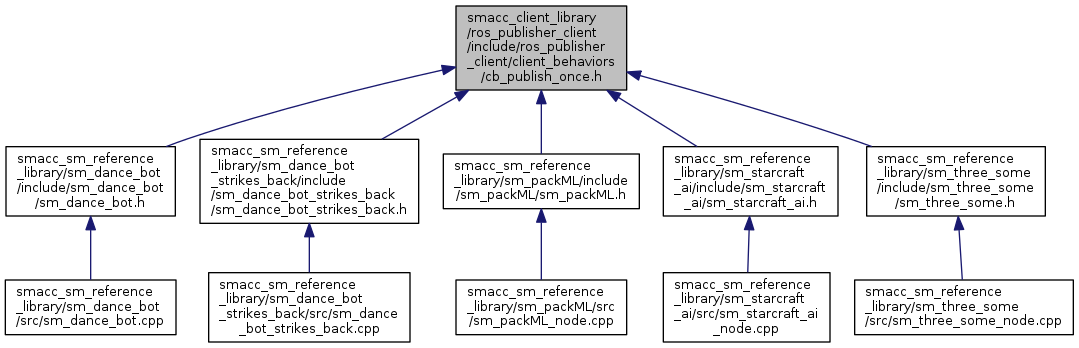 smacc_client_library
/ros_publisher_client
/include/ros_publisher
_client/client_behaviors
/cb_publish_once.h
smacc_sm_reference
_library/sm_dance_bot
/include/sm_dance_bot
/sm_dance_bot.h
smacc_sm_reference
_library/sm_dance_bot
_strikes_back/include
/sm_dance_bot_strikes_back
/sm_dance_bot_strikes_back.h
smacc_sm_reference
_library/sm_packML/include
/sm_packML/sm_packML.h
smacc_sm_reference
_library/sm_starcraft
_ai/include/sm_starcraft
_ai/sm_starcraft_ai.h
smacc_sm_reference
_library/sm_three_some
/include/sm_three_some
/sm_three_some.h
smacc_sm_reference
_library/sm_dance_bot
/src/sm_dance_bot.cpp
smacc_sm_reference
_library/sm_dance_bot
_strikes_back/src/sm_dance
_bot_strikes_back.cpp
smacc_sm_reference
_library/sm_packML/src
/sm_packML_node.cpp
smacc_sm_reference
_library/sm_starcraft
_ai/src/sm_starcraft_ai
_node.cpp
smacc_sm_reference
_library/sm_three_some
/src/sm_three_some_node.cpp